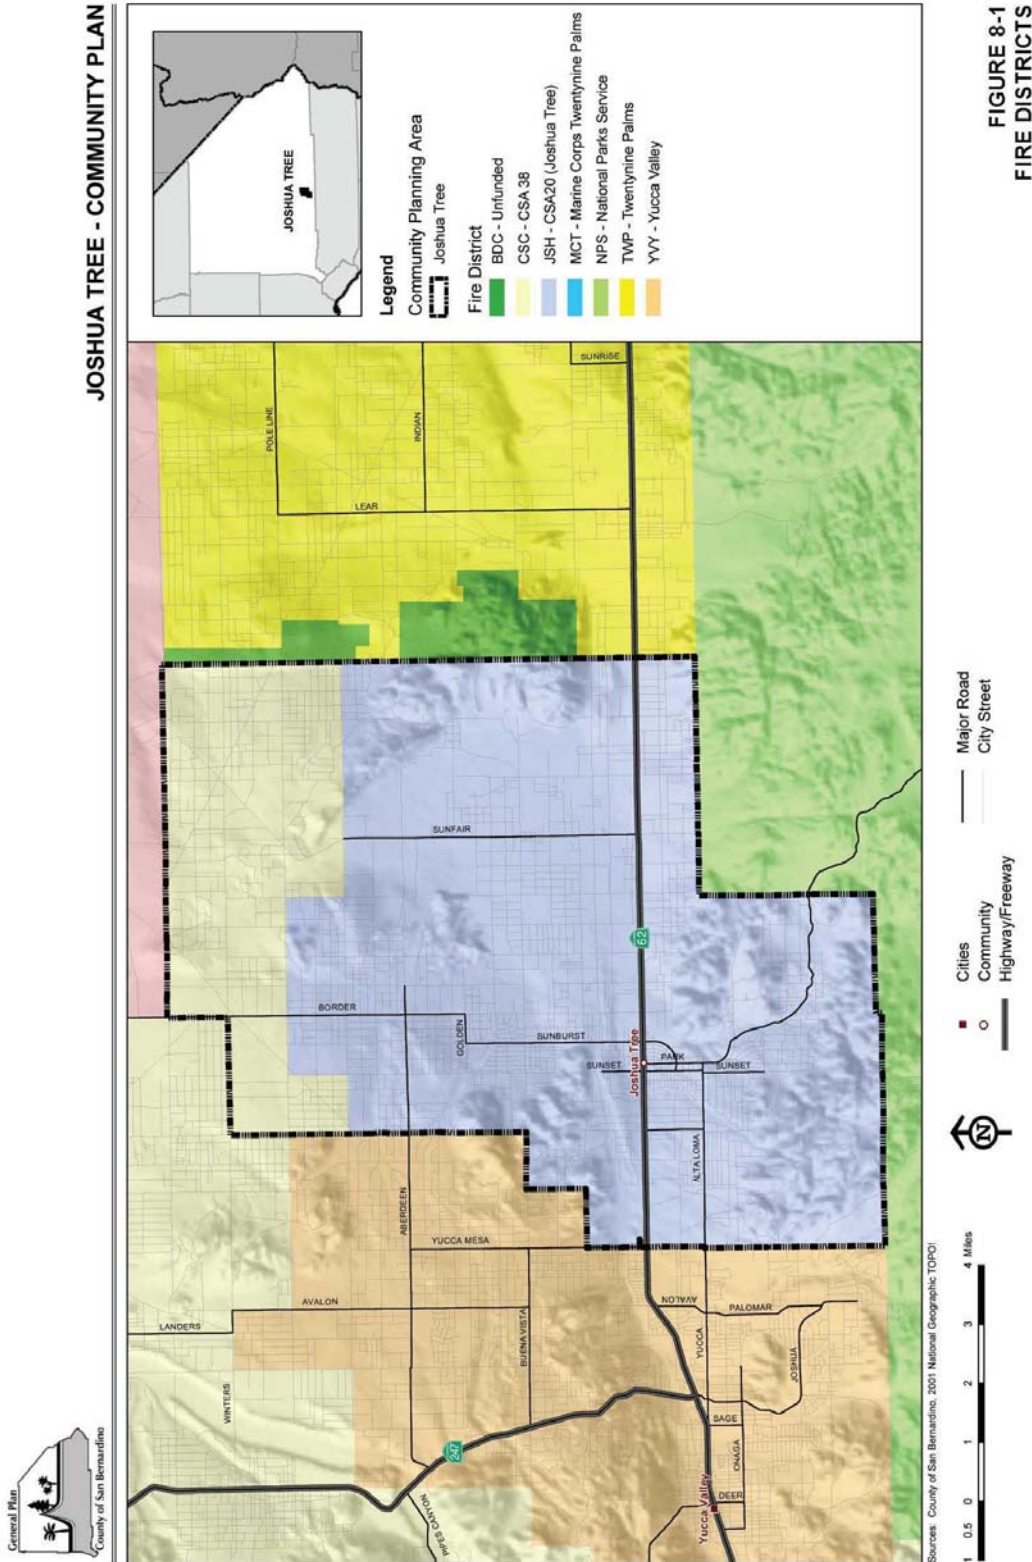 General Plan
County of San Bernardino
JOSHUA TREE - COMMUNITY PLAN
JOSHUA TREE
Legend
Community Planning Area
Joshua Tree
Fire District
BDC - Unfunded
CSC - CSA 38
JSH - CSA20 (Joshua Tree)
MCT - Marine Corps Twentynine Palms
NPS - National Parks Service
TWP - Twentynine Palms
YVY - Yucca Valley
POLE LINE
INDIAN
SUNRISE
LEAR
SUNFAIR
62
BORDER
GOLDEN
SUNBURST
SUNSET
Joshua Tree
PARK
SUNSET
ALTA LOMA
ABERDEEN
YUCCA MESA
AVALON
LANDERS
BUENA VISTA
AVALON
PALOMAR
YUCCA
JOSHUA
WINTERS
247
SAGE
ONAGA
DEER
Yucca Valley
PIPES CANYON
Sources: County of San Bernardino, 2001 National Geographic TOPO!
1 0.5 0 1 2 3 4 Miles
N
Cities
Community
Highway/Freeway
Major Road
City Street
FIGURE 8-1
FIRE DISTRICTS